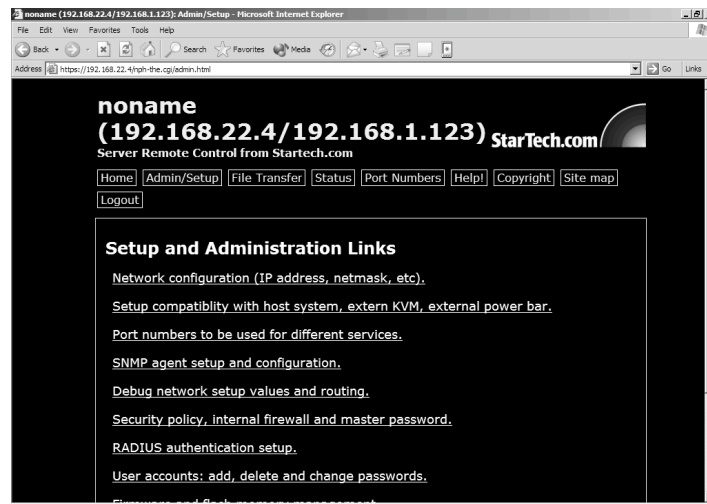 noname (192.168.22.4/192.168.1.123): Admin/Setup - Microsoft Internet Explorer
File Edit View Favorites Tools Help
Back Search Favorites Media
Address https://192.168.22.4/nph-the.cgi/admin.html Go Links
noname
(192.168.22.4/192.168.1.123) StarTech.com
Server Remote Control from Startech.com
Home Admin/Setup File Transfer Status Port Numbers Help! Copyright Site map
Logout
Setup and Administration Links
Network configuration (IP address, netmask, etc).
Setup compatiblity with host system, extern KVM, external power bar.
Port numbers to be used for different services.
SNMP agent setup and configuration.
Debug network setup values and routing.
Security policy, internal firewall and master password.
RADIUS authentication setup.
User accounts: add, delete and change passwords.
Firmware and flash memory management